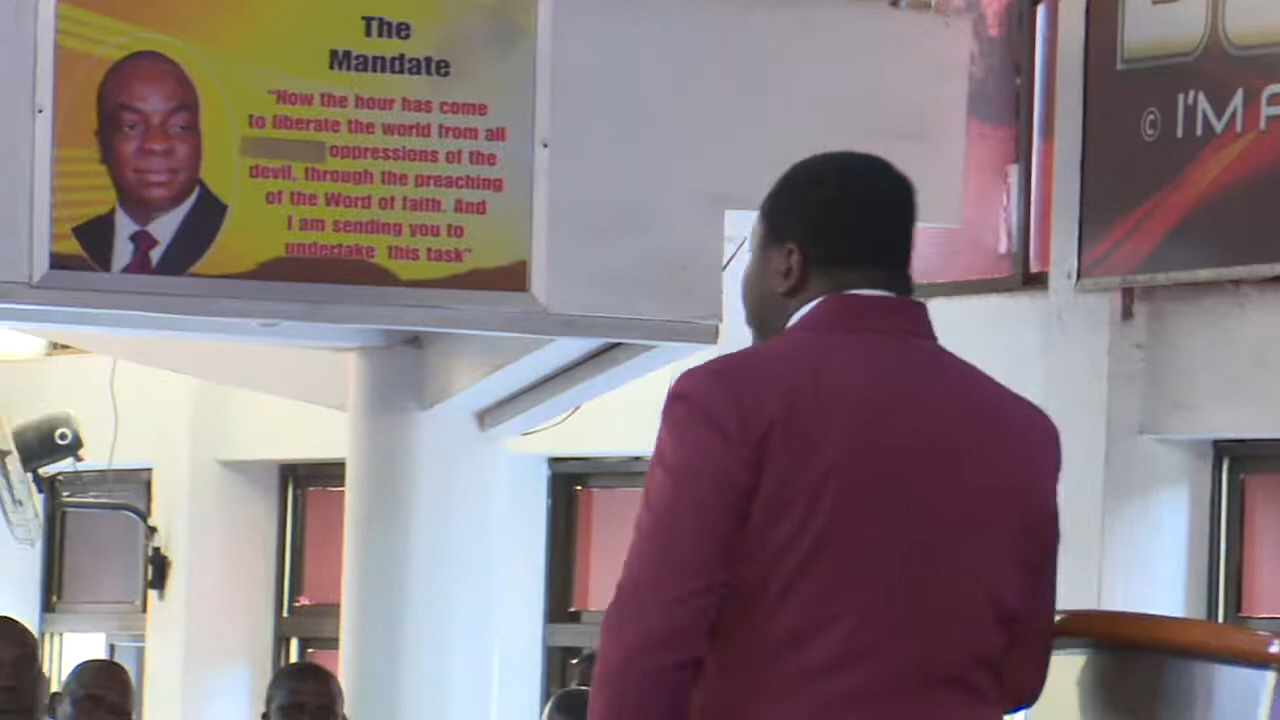 The
Mandate
"Now the hour has come
to liberate the world from all
oppressions of the
devil, through the preaching
of the Word of faith. And
I am sending you to
undertake this task"
© I'M A